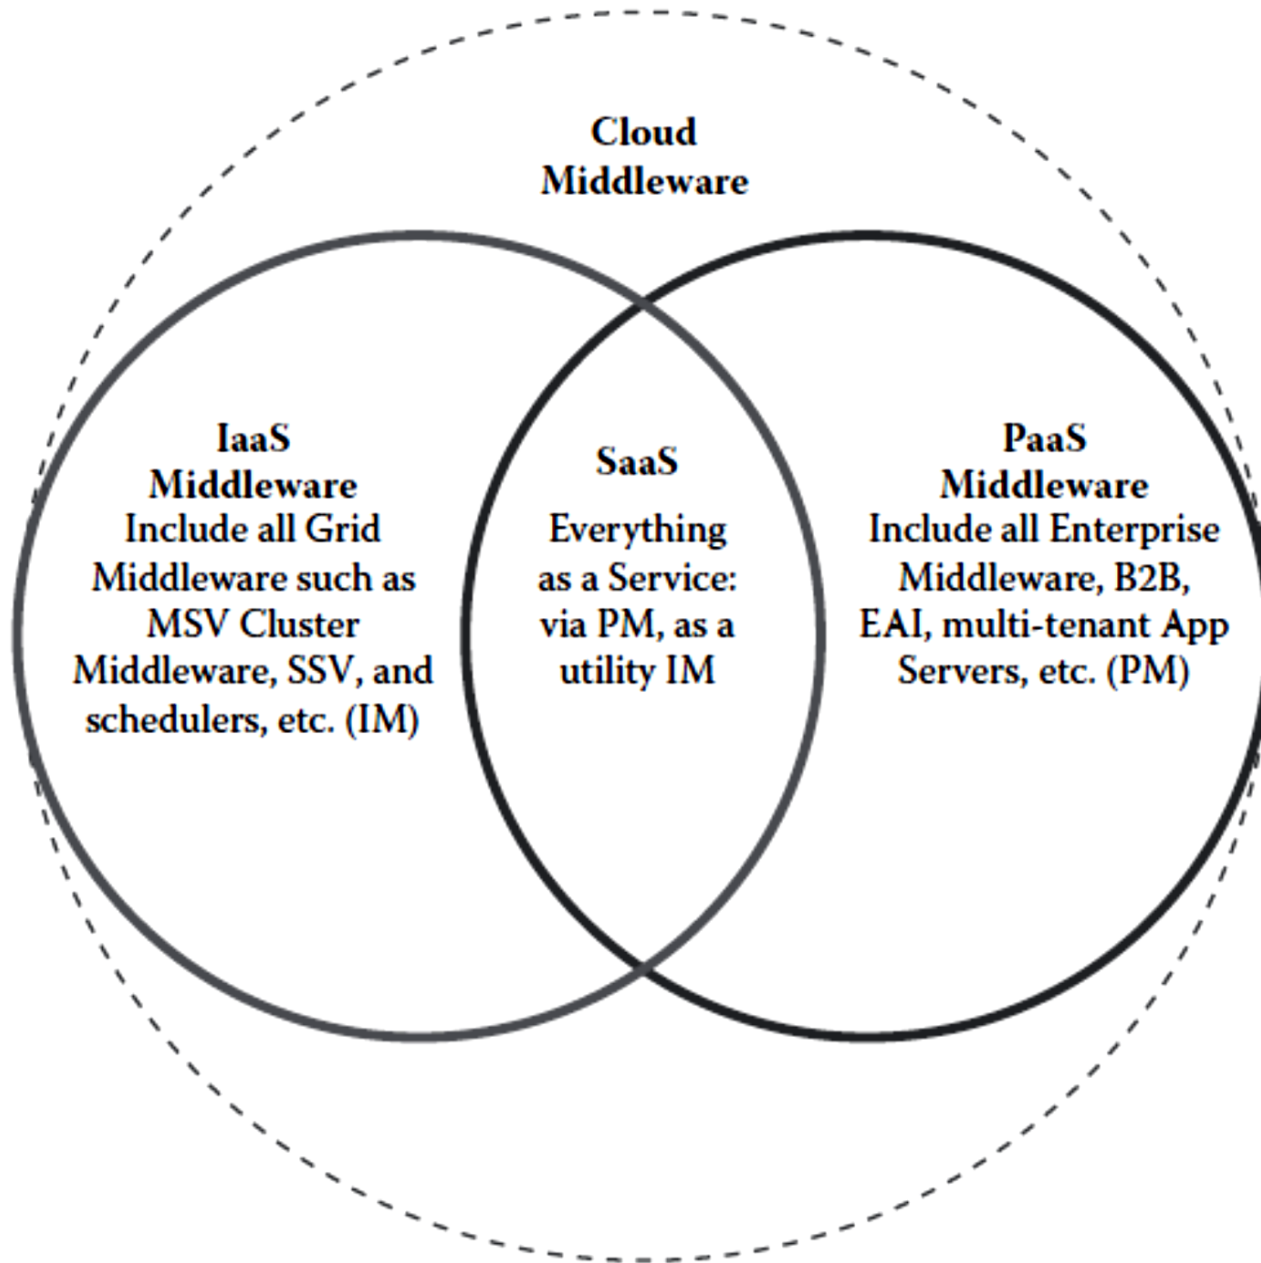 Cloud
Middleware
IaaS
Middleware
Include all Grid
Middleware such as
MSV Cluster
Middleware, SSV, and
schedulers, etc. (IM)
SaaS
Everything
as a Service:
via PM, as a
utility IM
PaaS
Middleware
Include all Enterprise
Middleware, B2B,
EAI, multi-tenant App
Servers, etc. (PM)